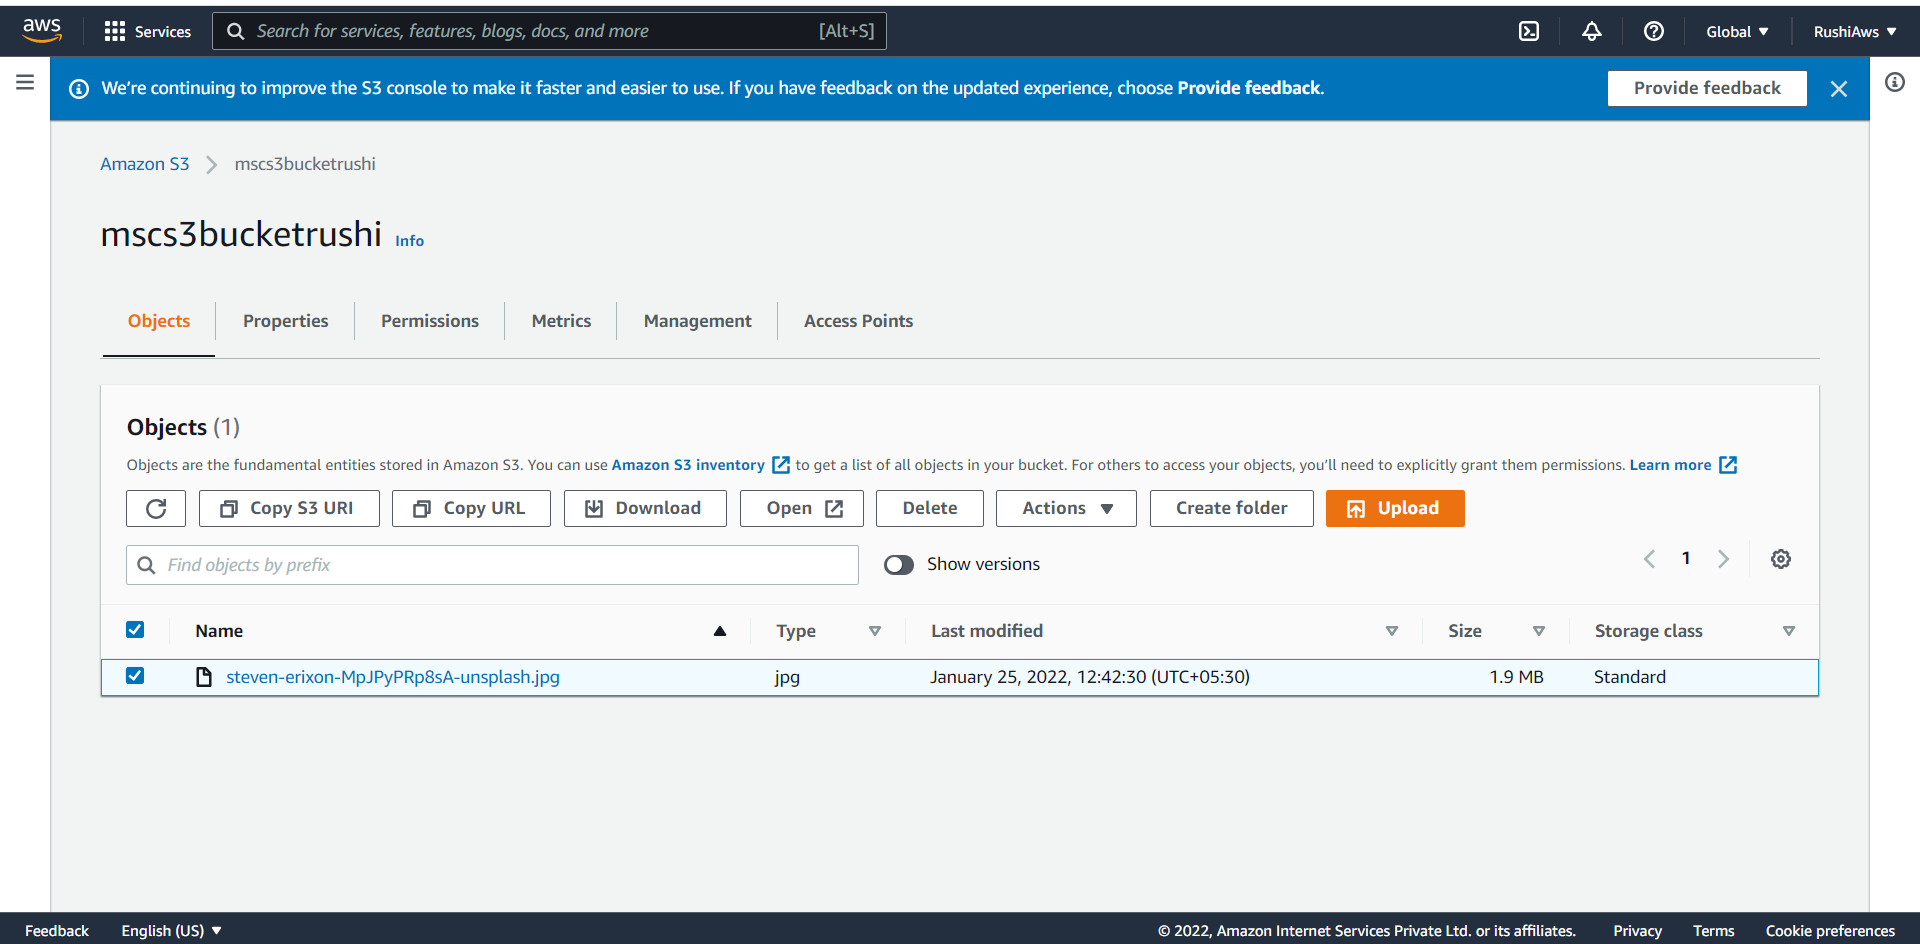 aws Services Search for services, features, blogs, docs, and more [Alt+S] Global RushiAws
We're continuing to improve the S3 console to make it faster and easier to use. If you have feedback on the updated experience, choose Provide feedback. Provide feedback
Amazon S3 mscs3bucketrushi
mscs3bucketrushi Info
Objects Properties Permissions Metrics Management Access Points
Objects (1)
Objects are the fundamental entities stored in Amazon S3. You can use Amazon S3 inventory to get a list of all objects in your bucket. For others to access your objects, you'll need to explicitly grant them permissions. Learn more
Copy S3 URI Copy URL Download Open Delete Actions Create folder Upload
Find objects by prefix Show versions 1
Name Type Last modified Size Storage class
steven-erixon-MpJPyPRp8sA-unsplash.jpg jpg January 25, 2022, 12:42:30 (UTC+05:30) 1.9 MB Standard
Feedback English (US) © 2022, Amazon Internet Services Private Ltd. or its affiliates. Privacy Terms Cookie preferences